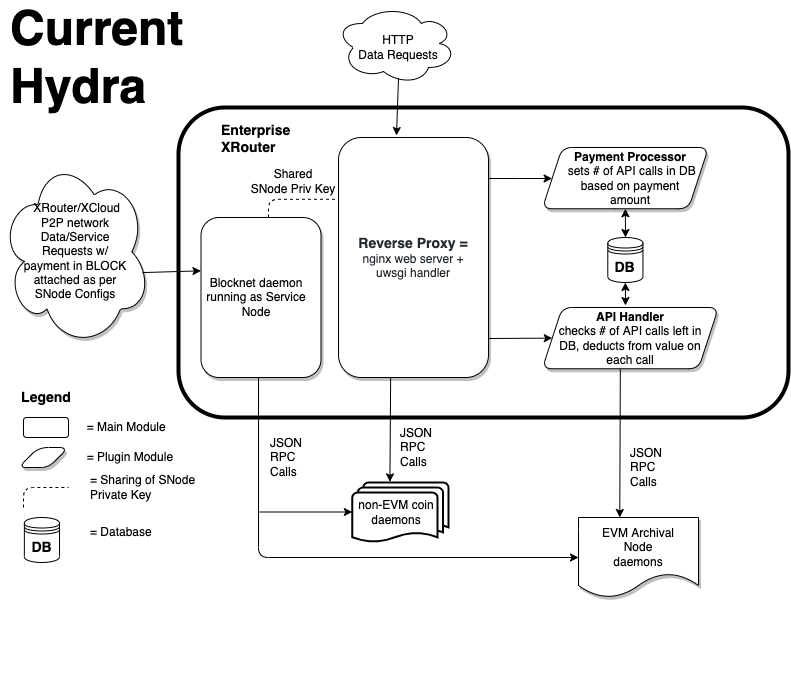 Current
Hydra
HTTP
Data Requests
Enterprise
XRouter
Shared
SNode Priv Key
Payment Processor
sets # of API calls in DB
based on payment
amount
XRouter/XCloud
P2P network
Data/Service
Requests w/
payment in BLOCK
attached as per
SNode Configs
Blocknet daemon
running as Service
Node
Reverse Proxy =
nginx web server +
uwsgi handler
DB
API Handler
checks # of API calls left in
DB, deducts from value on
each call
Legend
= Main Module
= Plugin Module
= Sharing of SNode
Private Key
DB
= Database
JSON
RPC
Calls
JSON
RPC
Calls
JSON
RPC
Calls
non-EVM coin
daemons
EVM Archival
Node
daemons